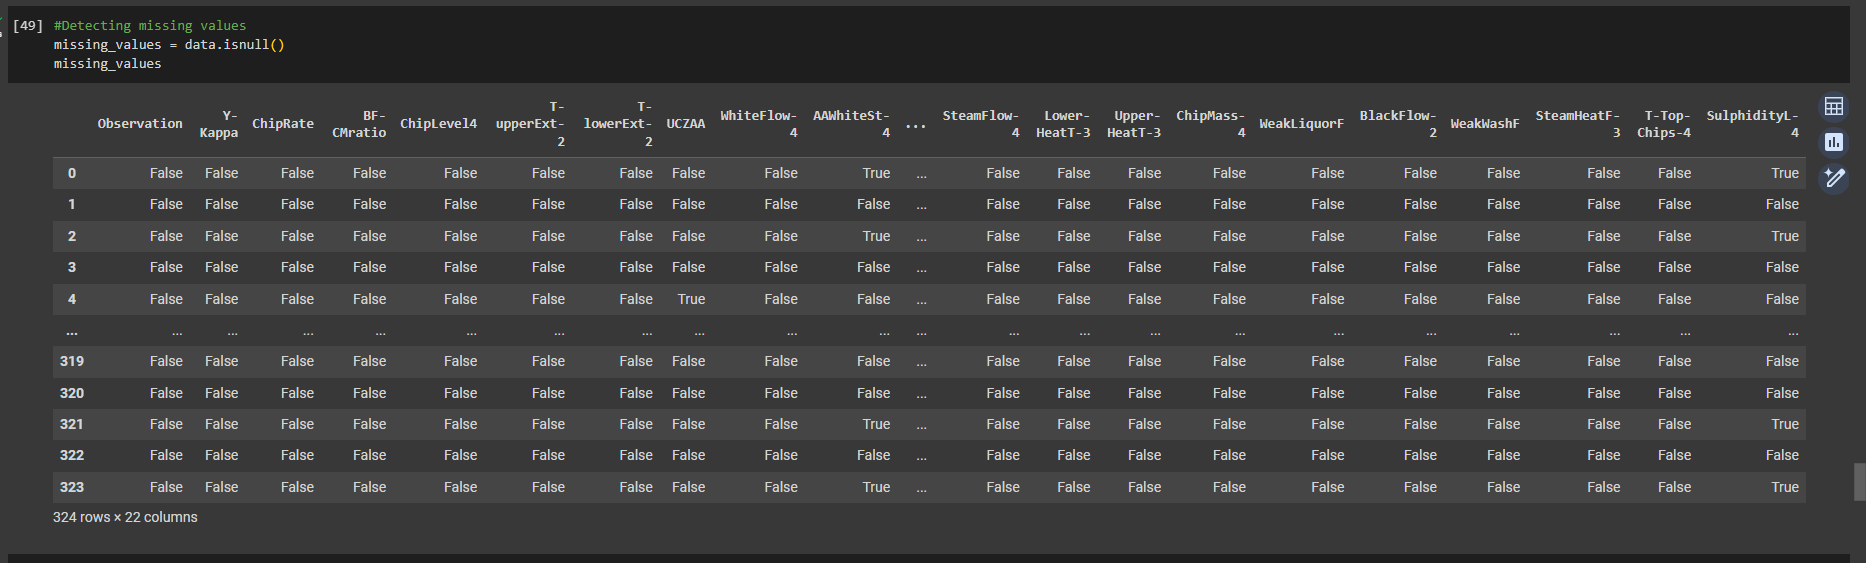 [49] #Detecting missing values
missing_values = data.isnull()
missing_values
Observation Y-Kappa ChipRate BF-CMratio ChipLevel4 T-upperExt-2 T-lowerExt-2 UCZAA WhiteFlow-4 AAWhiteSt-4 ... SteamFlow-4 Lower-HeatT-3 Upper-HeatT-3 ChipMass-4 WeakLiquorF BlackFlow-2 WeakWashF SteamHeatF-3 T-Top-Chips-4 SulphidityL-4
0 False False False False False False False False False True ... False False False False False False False False False True
1 False False False False False False False False False False ... False False False False False False False False False False
2 False False False False False False False False False True ... False False False False False False False False False True
3 False False False False False False False False False False ... False False False False False False False False False False
4 False False False False False False False True False False ... False False False False False False False False False False
... ... ... ... ... ... ... ... ... ... ... ... ... ... ... ... ... ... ... ... ... ...
319 False False False False False False False False False False ... False False False False False False False False False False
320 False False False False False False False False False False ... False False False False False False False False False False
321 False False False False False False False False False True ... False False False False False False False False False True
322 False False False False False False False False False False ... False False False False False False False False False False
323 False False False False False False False False False True ... False False False False False False False False False True
324 rows × 22 columns